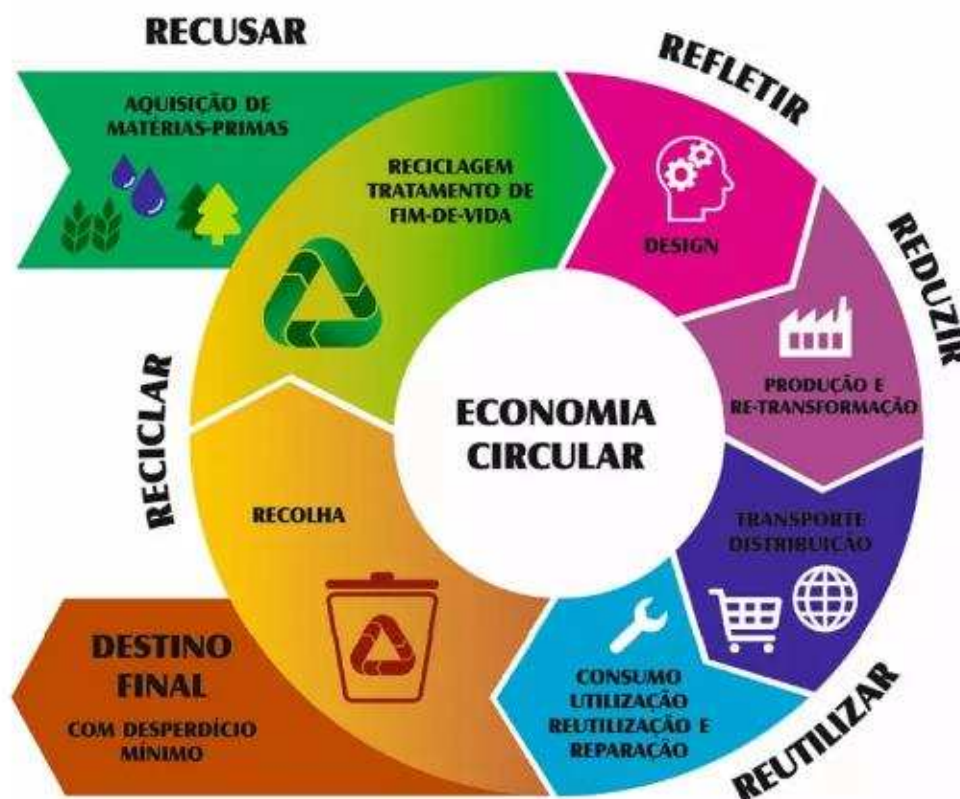 RECUSAR
AQUISIÇÃO DE
MATÉRIAS-PRIMAS
RECICLAGEM
TRATAMENTO DE
FIM-DE-VIDA
REFLETIR
DESIGN
REDUZIR
PRODUÇÃO E
RE-TRANSFORMAÇÃO
TRANSPORTE
DISTRIBUIÇÃO
REUTILIZAR
CONSUMO
UTILIZAÇÃO
REUTILIZAÇÃO E
REPARAÇÃO
RECICLAR
RECOLHA
DESTINO
FINAL
COM DESPERDÍCIO
MÍNIMO
ECONOMIA
CIRCULAR